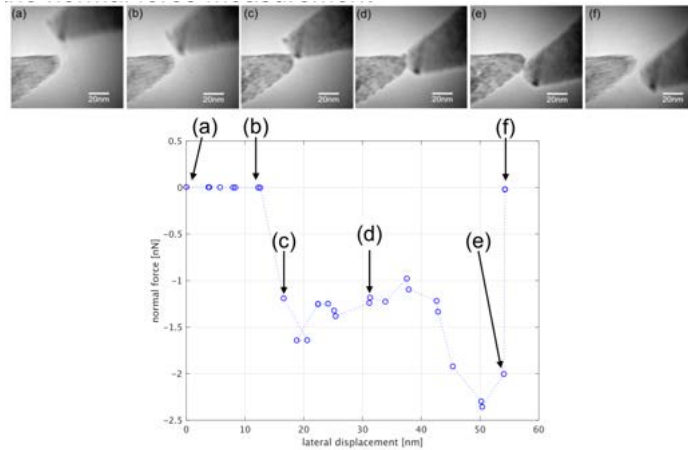 (a) (b) (c) (d) (e) (f)
20nm 20nm 20nm 20nm 20nm 20nm
(a) (b) (f)
(c) (d) (e)
0.5
0
-0.5
-1
-1.5
-2
-2.5
normal force [nN]
0 10 20 30 40 50 60
lateral displacement [nm]